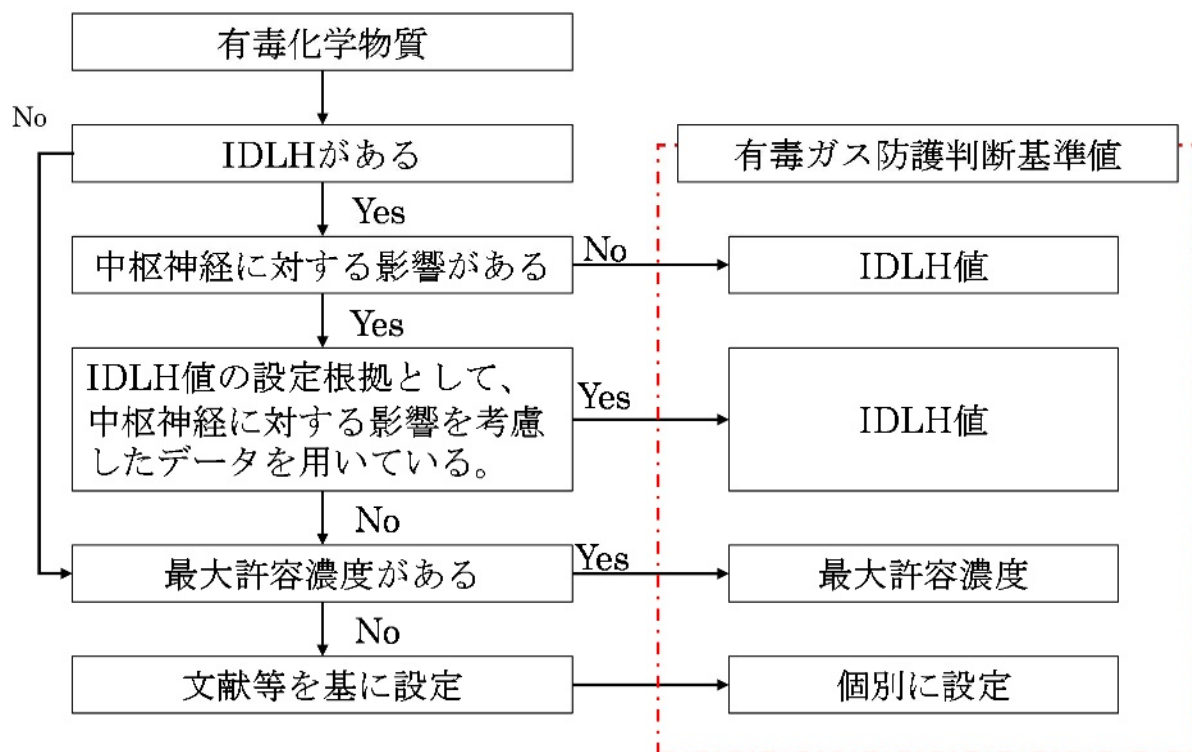 有毒化学物質
No
IDLHがある
有毒ガス防護判断基準値
Yes
中枢神経に対する影響がある
No
IDLH値
Yes
IDLH値の設定根拠として、
中枢神経に対する影響を考慮
したデータを用いている。
Yes
IDLH値
No
最大許容濃度がある
Yes
最大許容濃度
No
文献等を基に設定
個別に設定